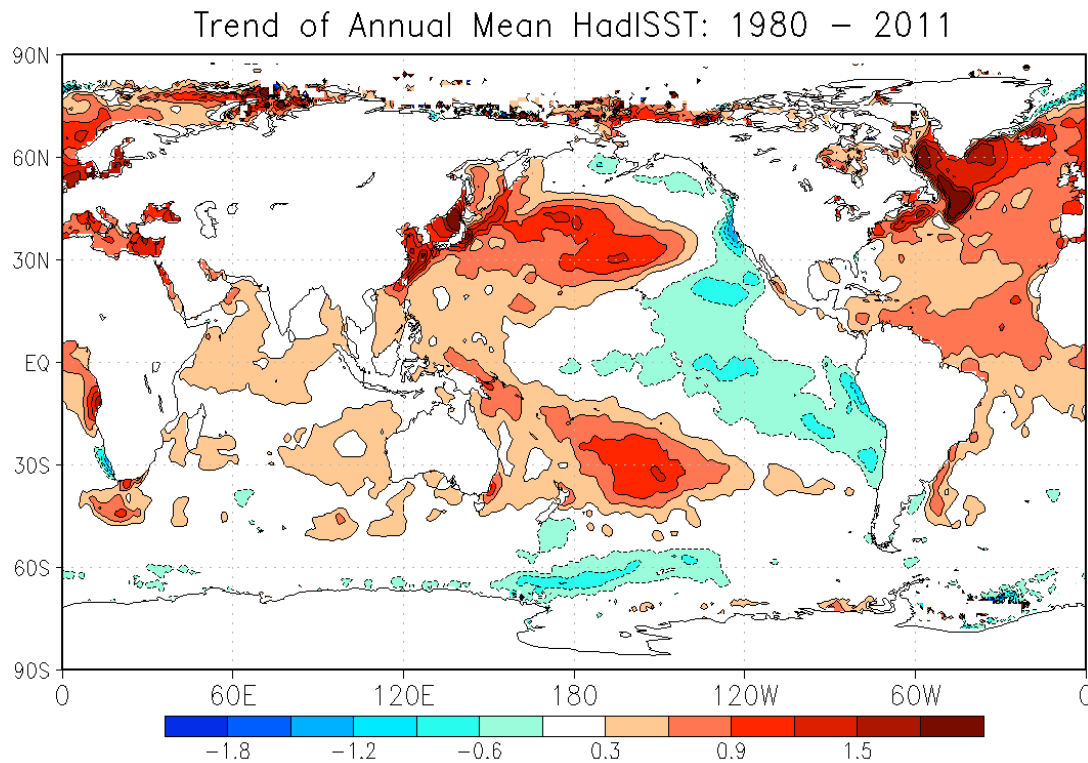 Trend of Annual Mean HadISST: 1980 – 2011
90N
60N
30N
EQ
30S
60S
90S
0 60E 120E 180 120W 60W 0
−1.8 −1.2 −0.6 0.3 0.9 1.5